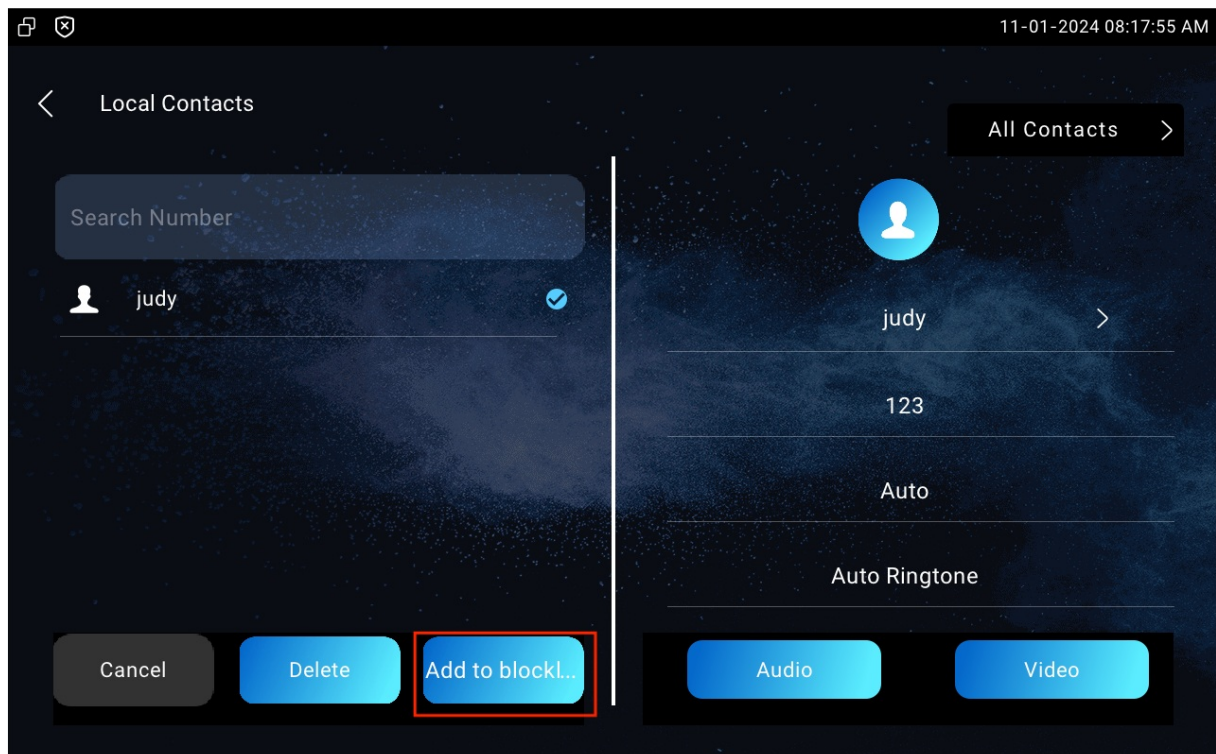 11-01-2024 08:17:55 AM
Local Contacts
All Contacts
Search Number
judy
judy
123
Auto
Auto Ringtone
Cancel
Delete
Add to blockl...
Audio
Video